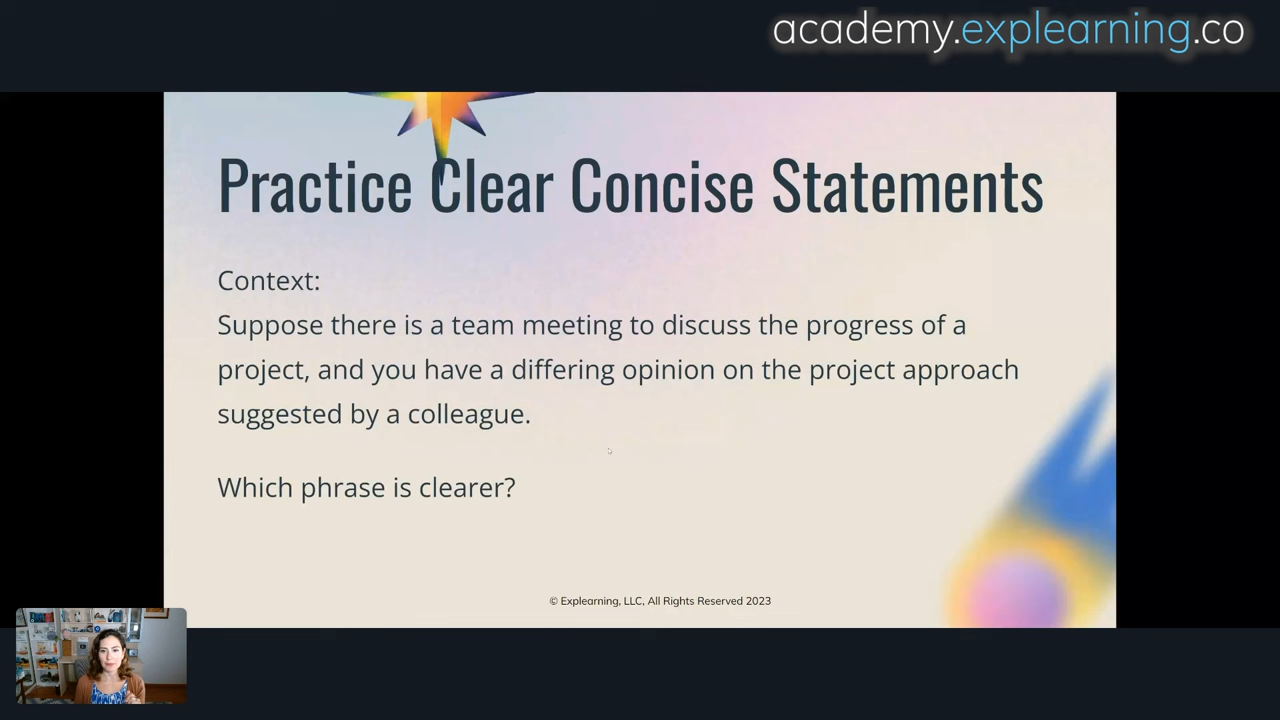 academy.explearning.co
Practice Clear Concise Statements
Context:
Suppose there is a team meeting to discuss the progress of a
project, and you have a differing opinion on the project approach
suggested by a colleague.
Which phrase is clearer?
© Explearning, LLC, All Rights Reserved 2023